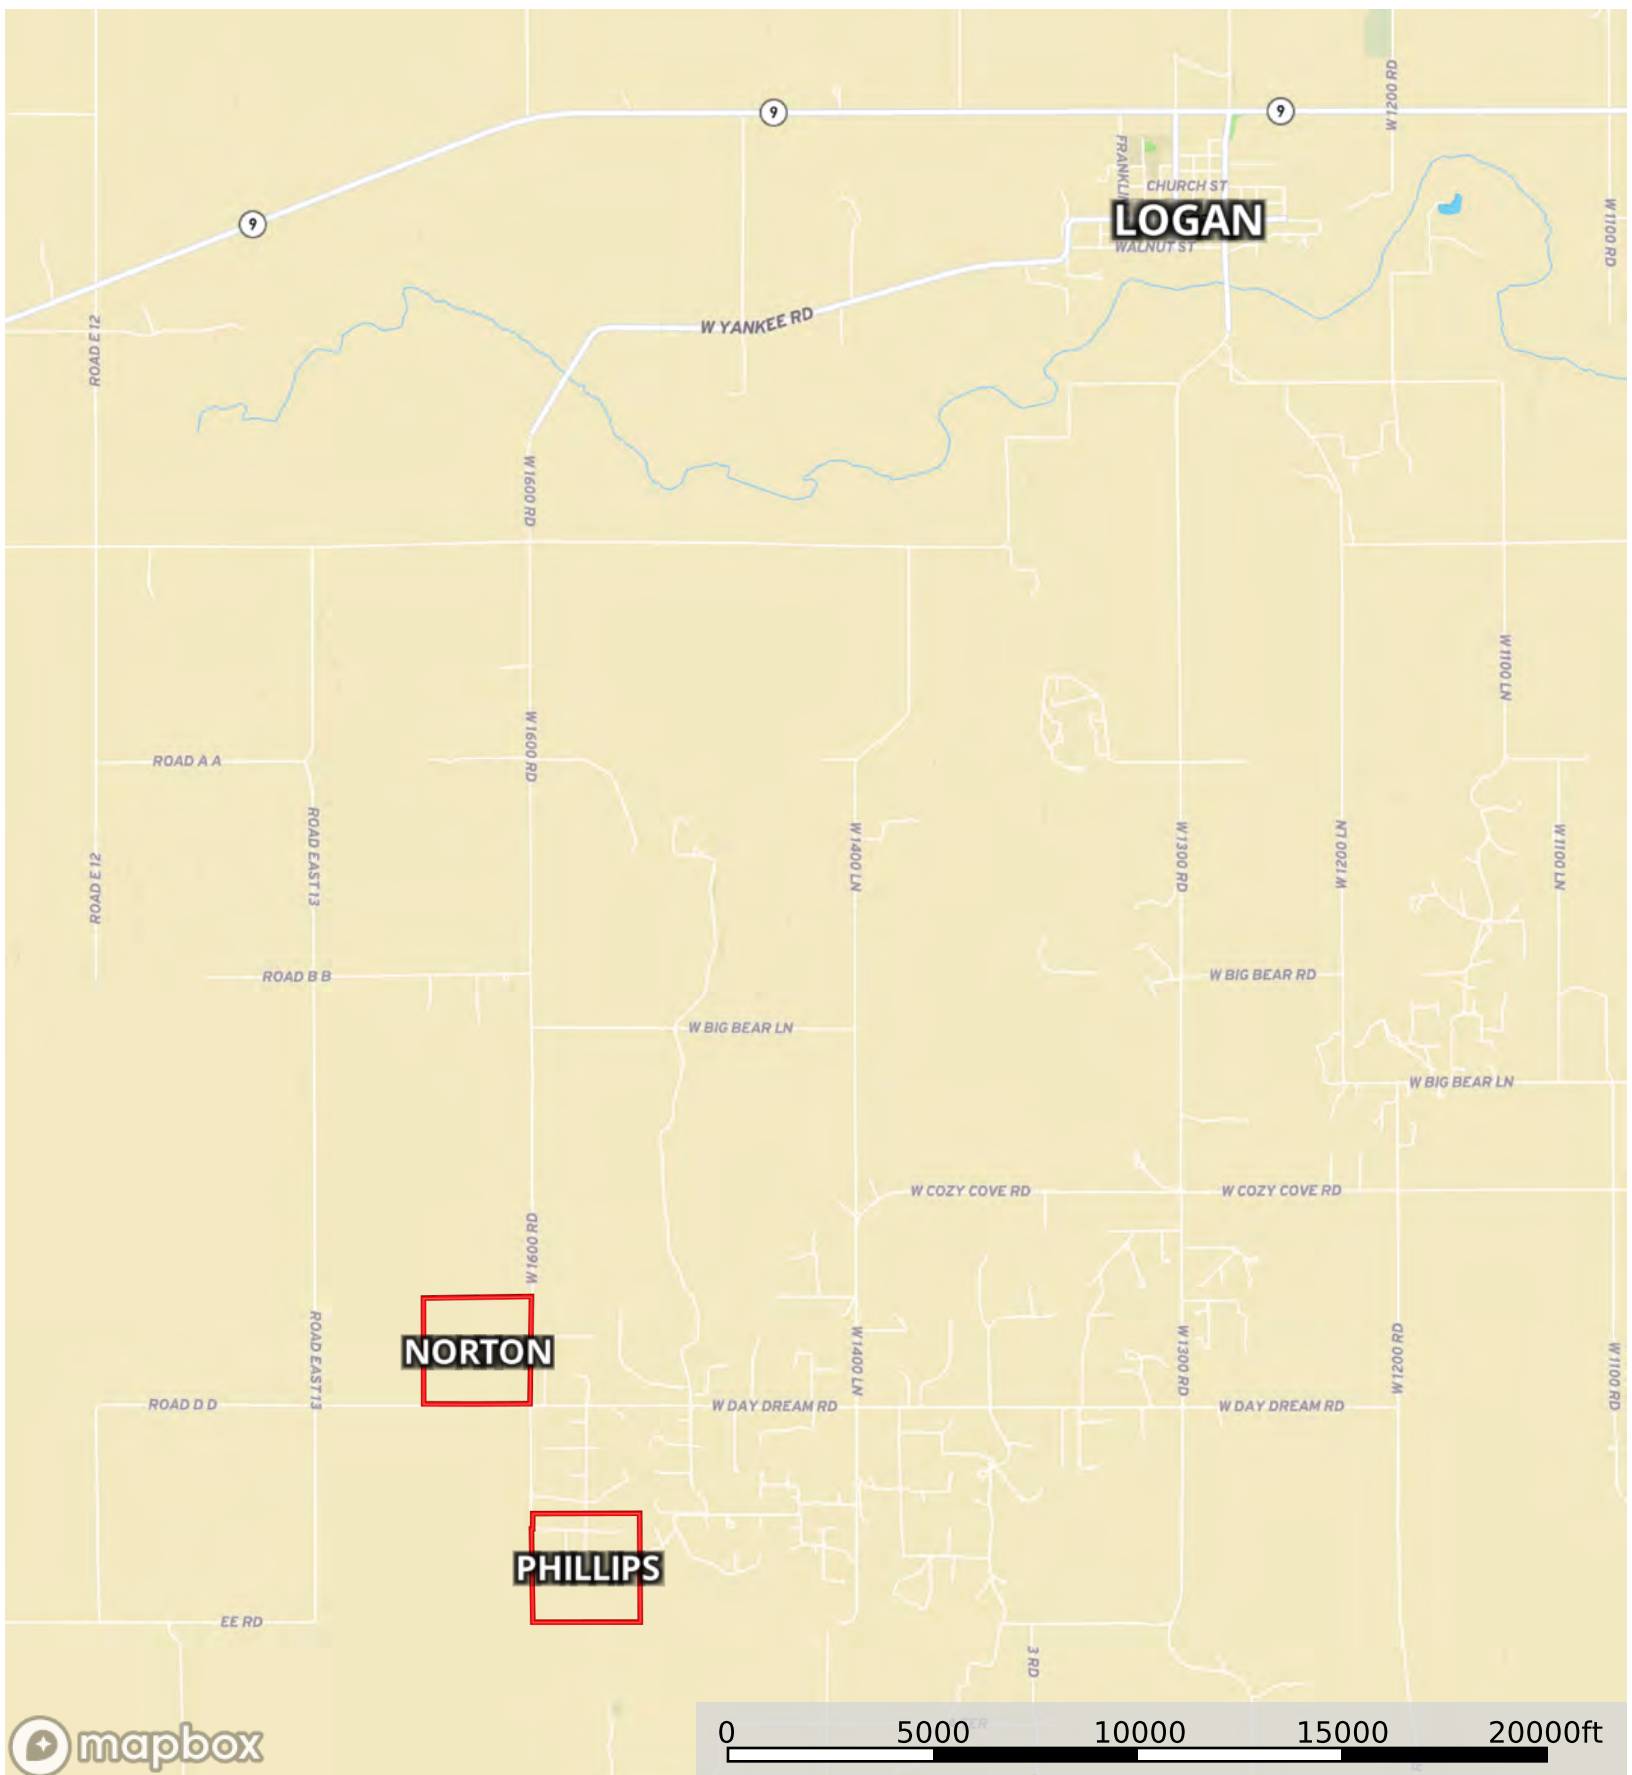 W 1200 RD
9
9
FRANKLI
CHURCH ST
LOGAN
WALNUT ST
W 1100 RD
9
W YANKEE RD
ROAD E 12
W 1600 RD
W 1100 LN
W 1600 RD
ROAD A A
ROAD E 12
ROAD EAST 13
W 1400 LN
W 1300 RD
W 1200 LN
W 1100 LN
ROAD B B
W BIG BEAR RD
W BIG BEAR LN
W BIG BEAR LN
W COZY COVE RD
W COZY COVE RD
W 1600 RD
NORTON
ROAD EAST 13
W 1400 LN
W 1300 RD
W 1200 RD
W 1100 RD
ROAD D D
W DAY DREAM RD
W DAY DREAM RD
PHILLIPS
EE RD
3 RD
mapbox
0 5000 10000 15000 20000ft